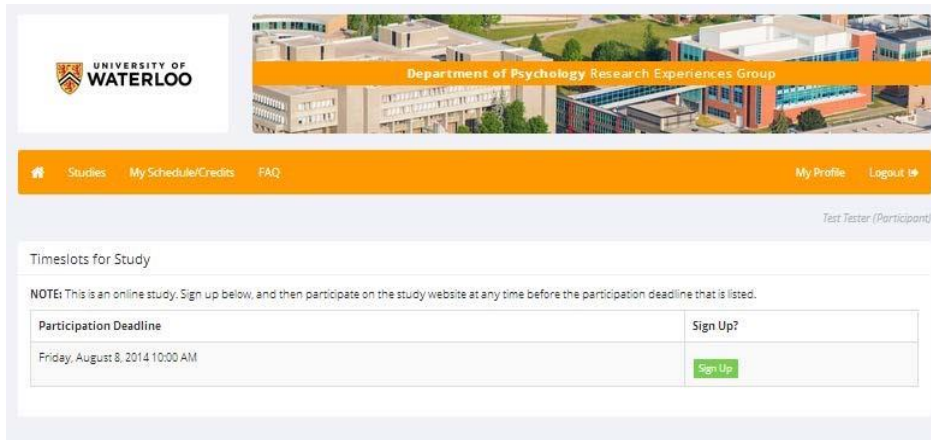 UNIVERSITY OF
WATERLOO
Department of Psychology Research Experiences Group
Studies My Schedule/Credits FAQ My Profile Logout
Test Tester (Participant)
Timeslots for Study
NOTE: This is an online study. Sign up below, and then participate on the study website at any time before the participation deadline that is listed.
Participation Deadline Sign Up?
Friday, August 8, 2014 10:00 AM
Sign Up